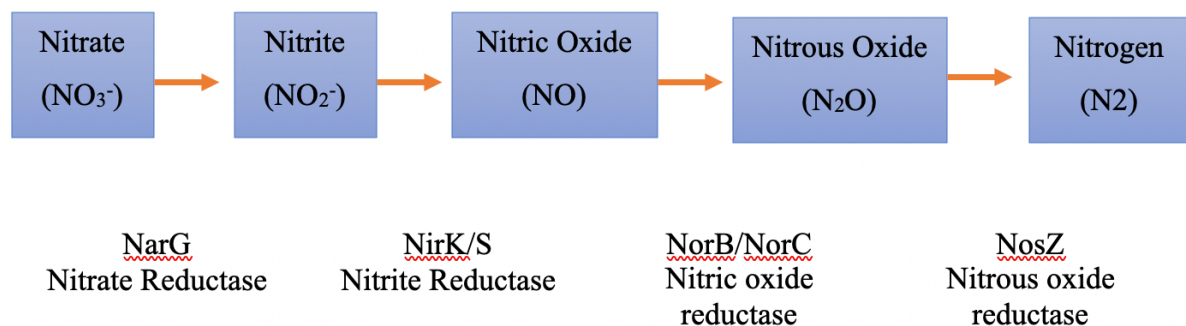 Nitrate
(NO₃⁻)
Nitrite
(NO₂⁻)
Nitric Oxide
(NO)
Nitrous Oxide
(N₂O)
Nitrogen
(N2)
NarG
Nitrate Reductase
NirK/S
Nitrite Reductase
NorB/NorC
Nitric oxide
reductase
NosZ
Nitrous oxide
reductase